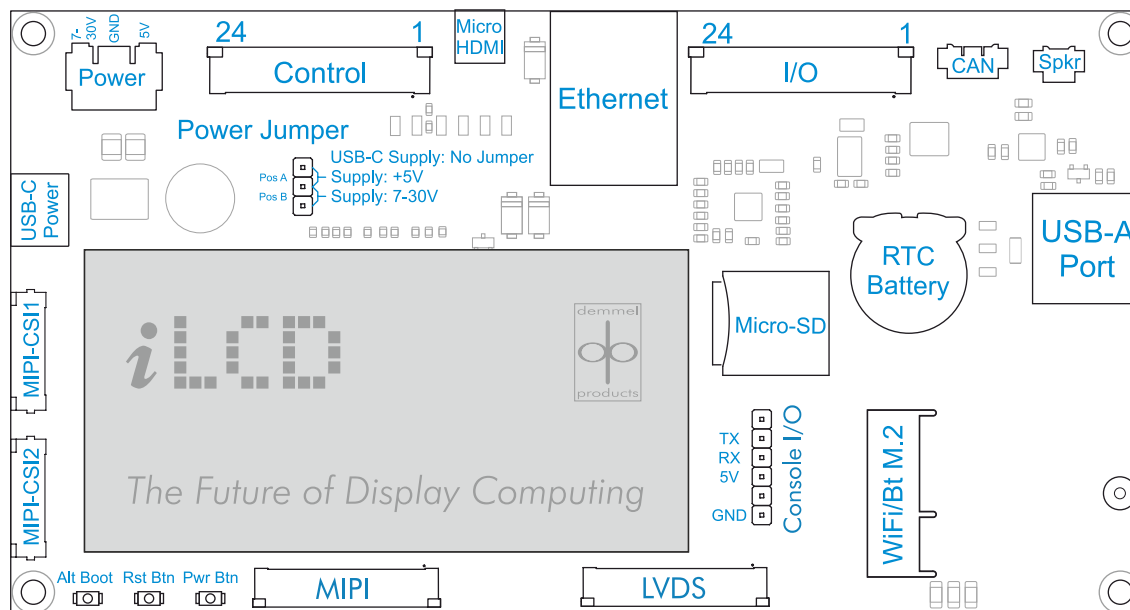 7-
30V
GND
5V
Power
24
1
Control
Micro
HDMI
Ethernet
24
1
I/O
CAN
Spkr
Power Jumper
USB-C Supply: No Jumper
Pos A
Supply: +5V
Pos B
Supply: 7-30V
USB-C
Power
USB-A
Port
RTC
Battery
Micro-SD
MIPI-CSI1
MIPI-CSI2
iLCD
demmel
dp
products
The Future of Display Computing
TX
RX
5V
GND
Console I/O
WiFi/Bt M.2
Alt Boot
Rst Btn
Pwr Btn
MIPI
LVDS